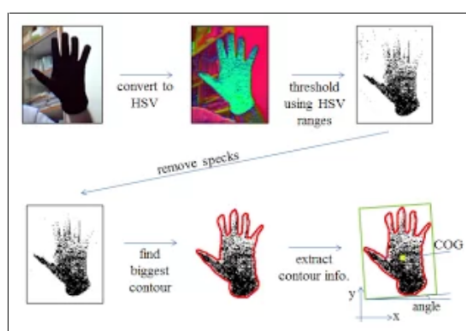 convert to
HSV
threshold
using HSV
ranges
remove specks
find
biggest
contour
extract
contour info.
COG
y
x
angle